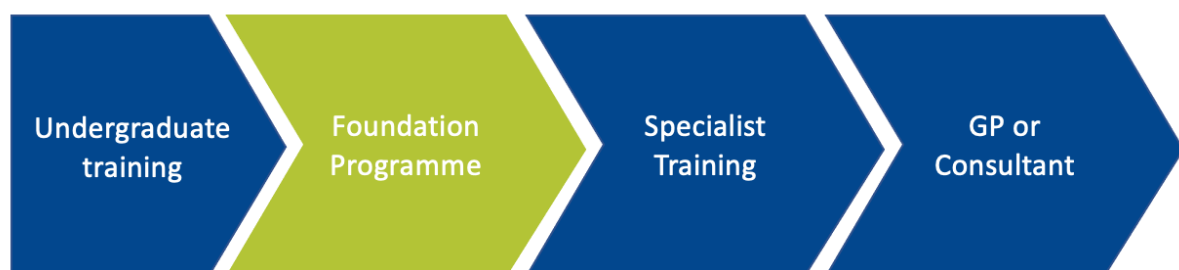 Undergraduate
training
Foundation
Programme
Specialist
Training
GP or
Consultant